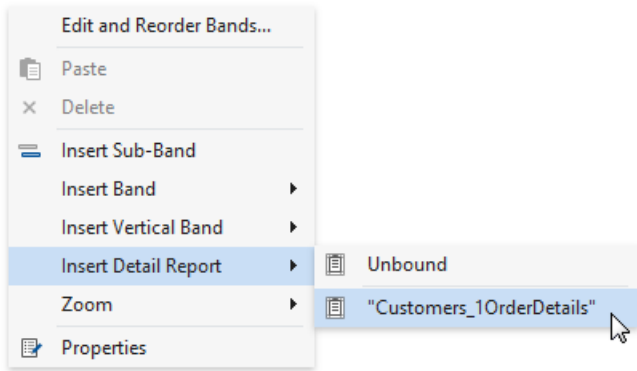 Edit and Reorder Bands...
Paste
Delete
Insert Sub-Band
Insert Band
Insert Vertical Band
Insert Detail Report
Unbound
Zoom
"Customers_1OrderDetails"
Properties